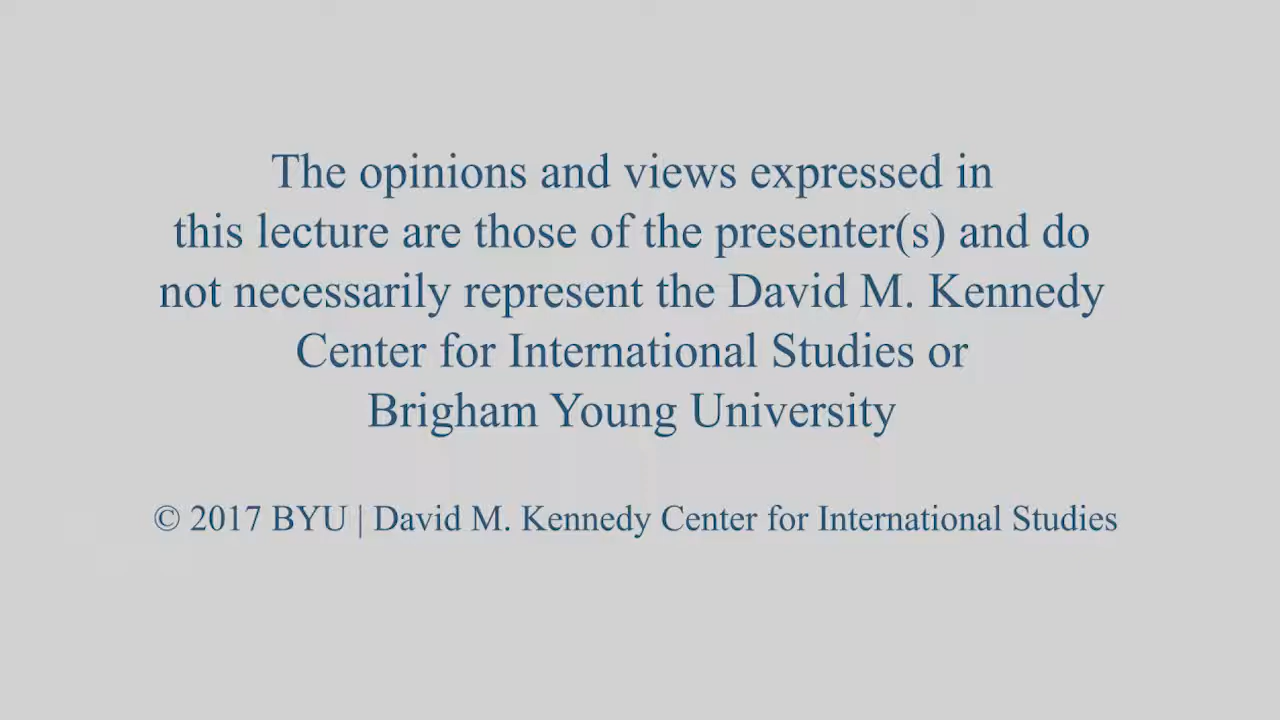 The opinions and views expressed in
this lecture are those of the presenter(s) and do
not necessarily represent the David M. Kennedy
Center for International Studies or
Brigham Young University
© 2017 BYU | David M. Kennedy Center for International Studies